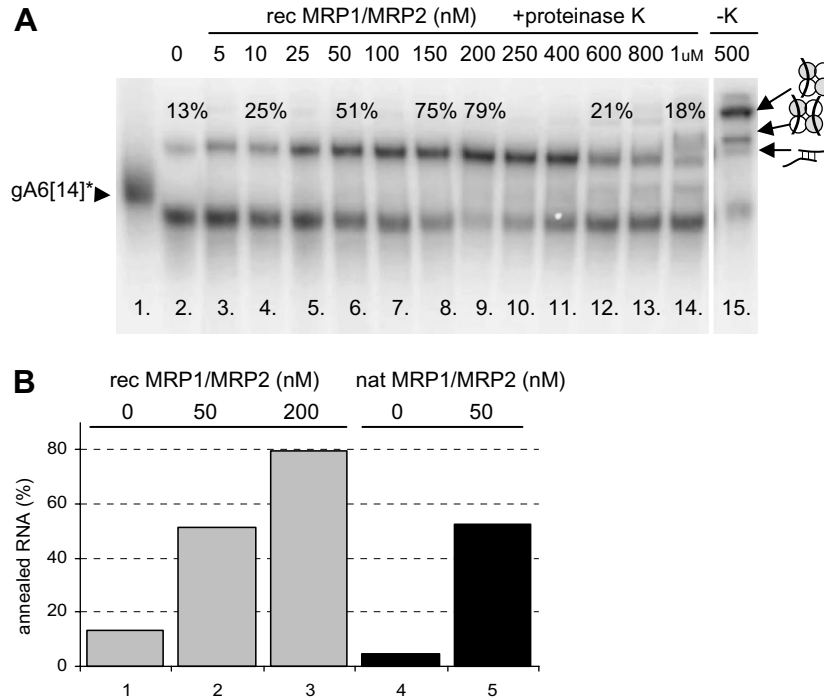 A
rec MRP1/MRP2 (nM) +proteinase K -K
0 5 10 25 50 100 150 200 250 400 600 800 1uM 500
13% 25% 51% 75% 79% 21% 18%
gA6[14]*
1. 2. 3. 4. 5. 6. 7. 8. 9. 10. 11. 12. 13. 14. 15.
B
rec MRP1/MRP2 (nM) nat MRP1/MRP2 (nM)
0 50 200 0 50
annealed RNA (%)
80
60
40
20
0
1 2 3 4 5